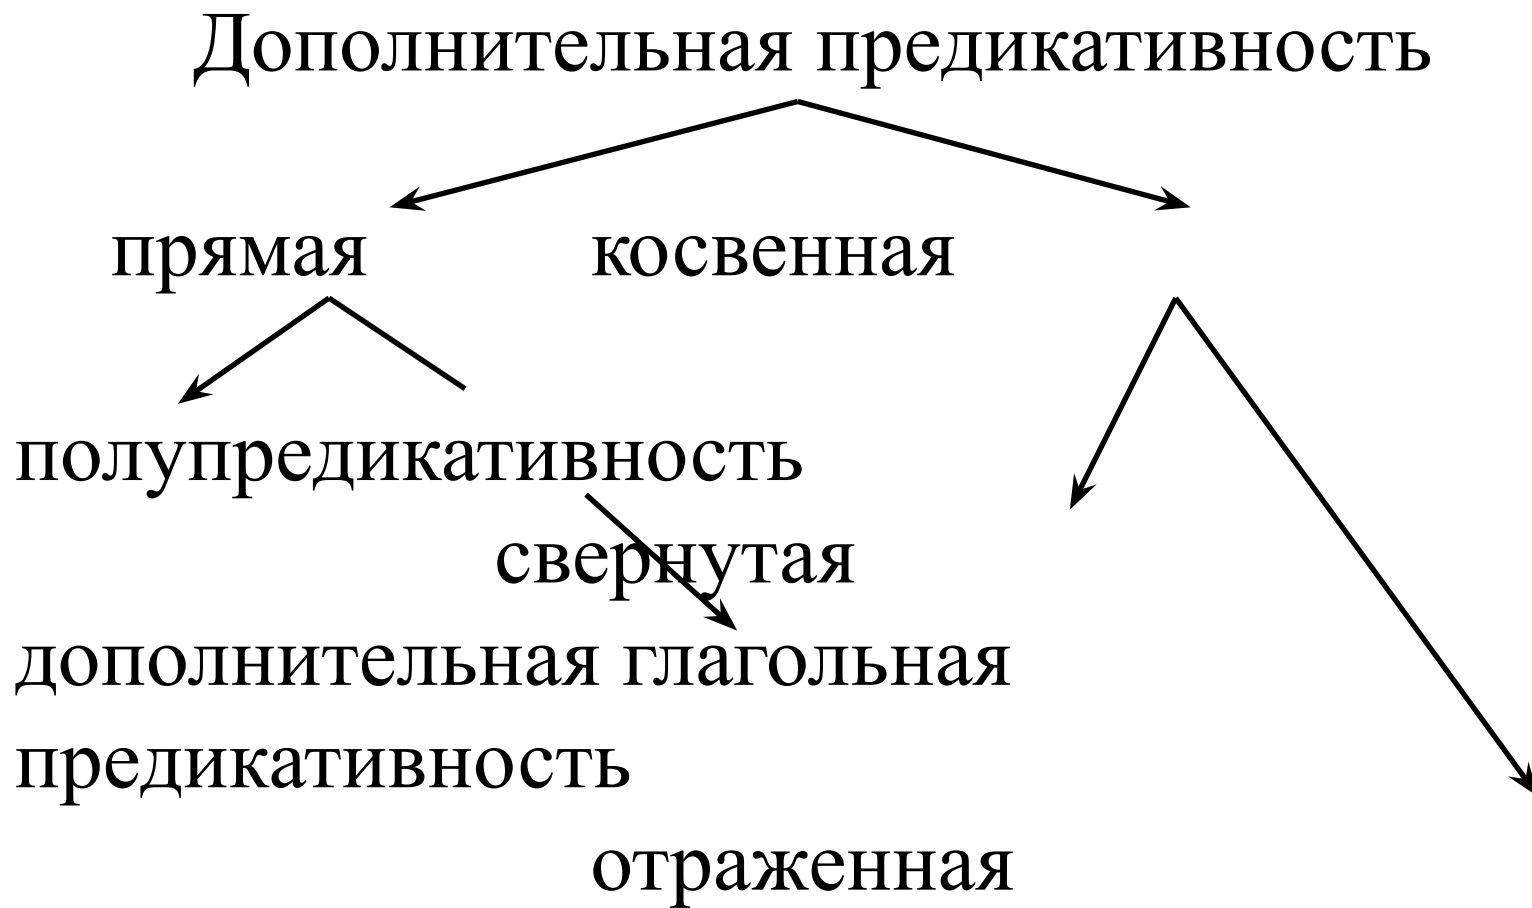 Дополнительная предикативность
прямая косвенная
полупредикативность
свернутая
дополнительная глагольная
предикативность
отраженная